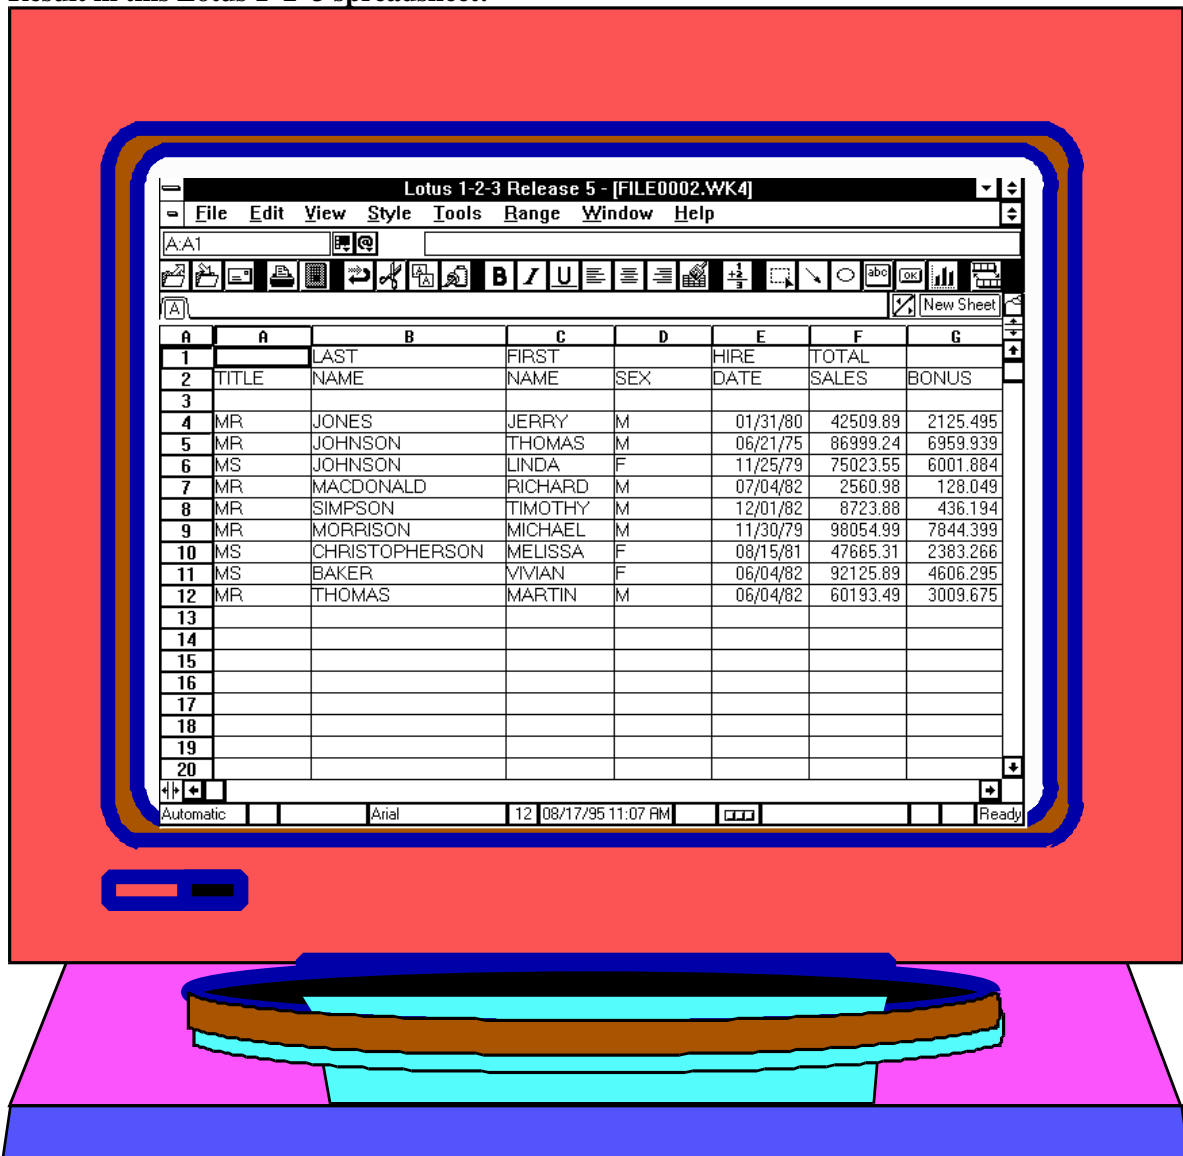 Result in this Lotus 1-2-3 spreadsheet:
Lotus 1-2-3 Release 5 - [FILE0002.WK4]
File Edit View Style Tools Range Window Help
A:A1
B I U abc OK
A New Sheet
A A B C D E F G
1 LAST FIRST HIRE TOTAL
2 TITLE NAME NAME SEX DATE SALES BONUS
3
4 MR JONES JERRY M 01/31/80 42509.89 2125.495
5 MR JOHNSON THOMAS M 06/21/75 86999.24 6959.939
6 MS JOHNSON LINDA F 11/25/79 75023.55 6001.884
7 MR MACDONALD RICHARD M 07/04/82 2560.98 128.049
8 MR SIMPSON TIMOTHY M 12/01/82 8723.88 436.194
9 MR MORRISON MICHAEL M 11/30/79 98054.99 7844.399
10 MS CHRISTOPHERSON MELISSA F 08/15/81 47665.31 2383.266
11 MS BAKER VIVIAN F 06/04/82 92125.89 4606.295
12 MR THOMAS MARTIN M 06/04/82 60193.49 3009.675
13
14
15
16
17
18
19
20
Automatic Arial 12 08/17/95 11:07 AM Ready